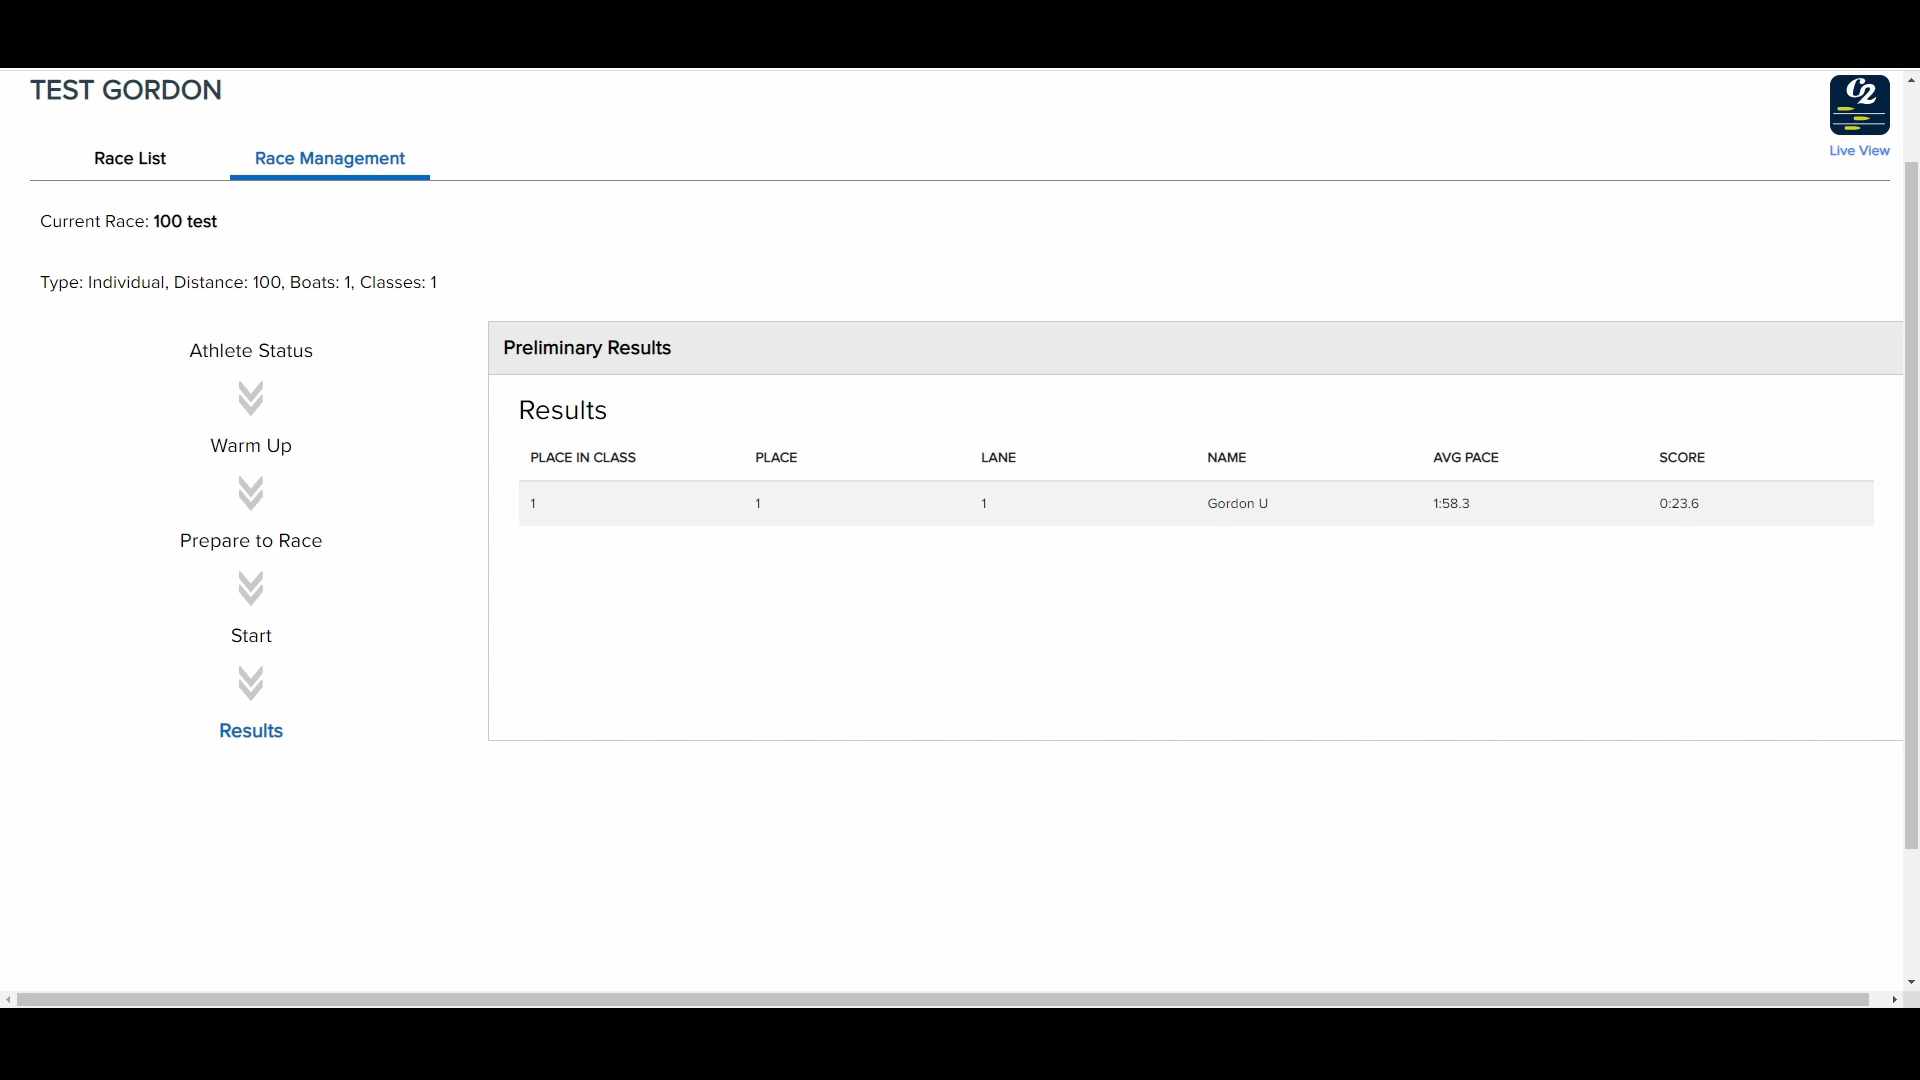 TEST GORDON
C2
Live View
Race List
Race Management
Current Race: 100 test
Type: Individual, Distance: 100, Boats: 1, Classes: 1
Athlete Status
Warm Up
Prepare to Race
Start
Results
Preliminary Results
Results
PLACE IN CLASS PLACE LANE NAME AVG PACE SCORE
1 1 1 Gordon U 1:58.3 0:23.6